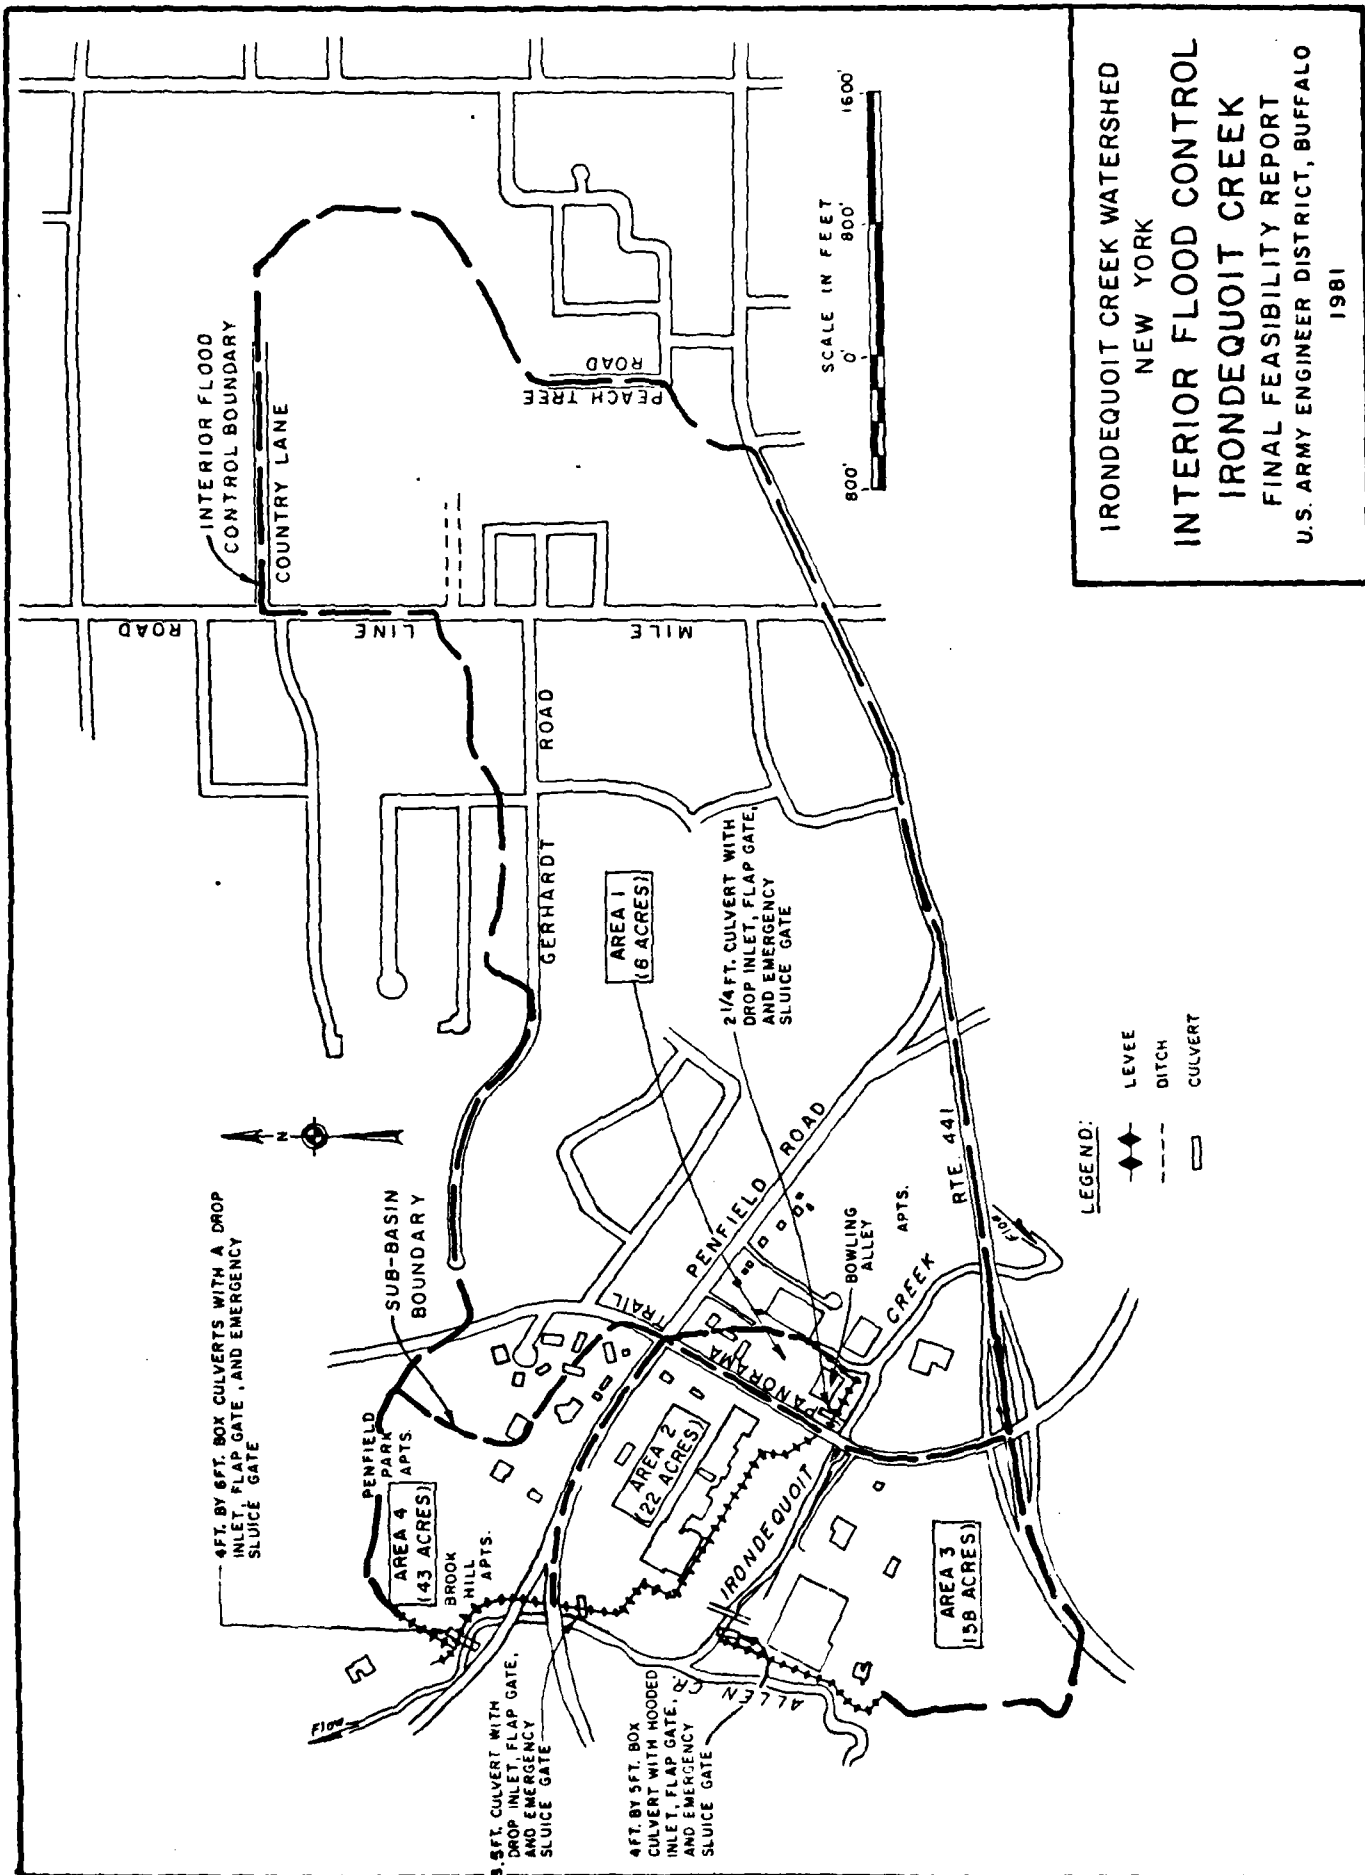 4FT. BY 6FT. BOX CULVERTS WITH A DROP
INLET, FLAP GATE, AND EMERGENCY
SLUICE GATE
INTERIOR FLOOD
CONTROL BOUNDARY
COUNTRY LANE
ROAD
LINE
MILE
PEACH TREE
ROAD
GERHARDT
ROAD
N
SUB-BASIN
BOUNDARY
PENFIELD
PARK
APTS.
AREA 4
(43 ACRES)
BROOK
HILL
APTS.
Flow
3.5FT. CULVERT WITH
DROP INLET, FLAP GATE,
AND EMERGENCY
SLUICE GATE
4FT. BY 5FT. BOX
CULVERT WITH HOODED
INLET, FLAP GATE,
AND EMERGENCY
SLUICE GATE
ALLEN
CR.
AREA 2
(22 ACRES)
IRONDEQUOIT
CREEK
PANORAMA
TRAIL
PENFIELD ROAD
AREA 1
(6 ACRES)
2 1/4 FT. CULVERT WITH
DROP INLET, FLAP GATE,
AND EMERGENCY
SLUICE GATE
BOWLING
ALLEY
APTS.
RTE. 441
Flow
AREA 3
(158 ACRES)
LEGEND:
LEVEE
DITCH
CULVERT
SCALE IN FEET
800' 0' 800' 1600'
IRONDEQUOIT CREEK WATERSHED
NEW YORK
INTERIOR FLOOD CONTROL
IRONDEQUOIT CREEK
FINAL FEASIBILITY REPORT
U.S. ARMY ENGINEER DISTRICT, BUFFALO
1981